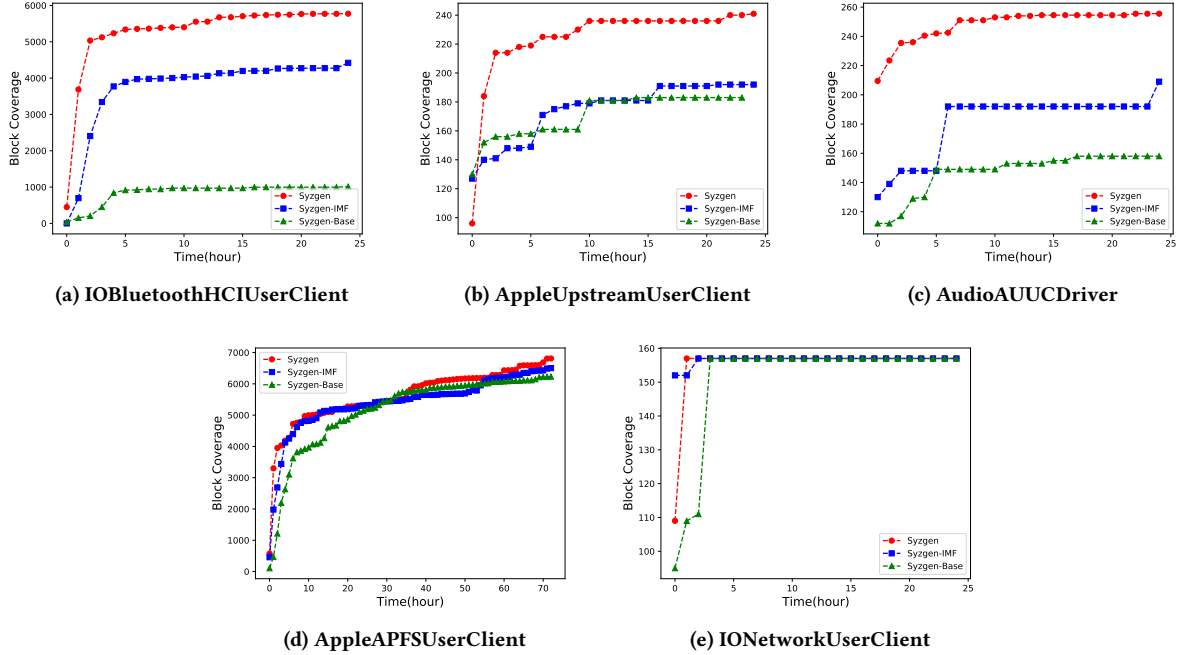 6000
5000
4000
3000
2000
1000
0
Block Coverage
0 5 10 15 20 25
Time(hour)
Syzgen
Syzgen-IMF
Syzgen-Base
(a) IOBluetoothHCIUserClient
240
220
200
180
160
140
120
100
Block Coverage
0 5 10 15 20 25
Time(hour)
Syzgen
Syzgen-IMF
Syzgen-Base
(b) AppleUpstreamUserClient
260
240
220
200
180
160
140
120
Block Coverage
0 5 10 15 20 25
Time(hour)
Syzgen
Syzgen-IMF
Syzgen-Base
(c) AudioAUUCDriver
7000
6000
5000
4000
3000
2000
1000
0
Block Coverage
0 10 20 30 40 50 60 70
Time(hour)
Syzgen
Syzgen-IMF
Syzgen-Base
(d) AppleAPFSUserClient
160
150
140
130
120
110
100
Block Coverage
0 5 10 15 20 25
Time(hour)
Syzgen
Syzgen-IMF
Syzgen-Base
(e) IONetworkUserClient